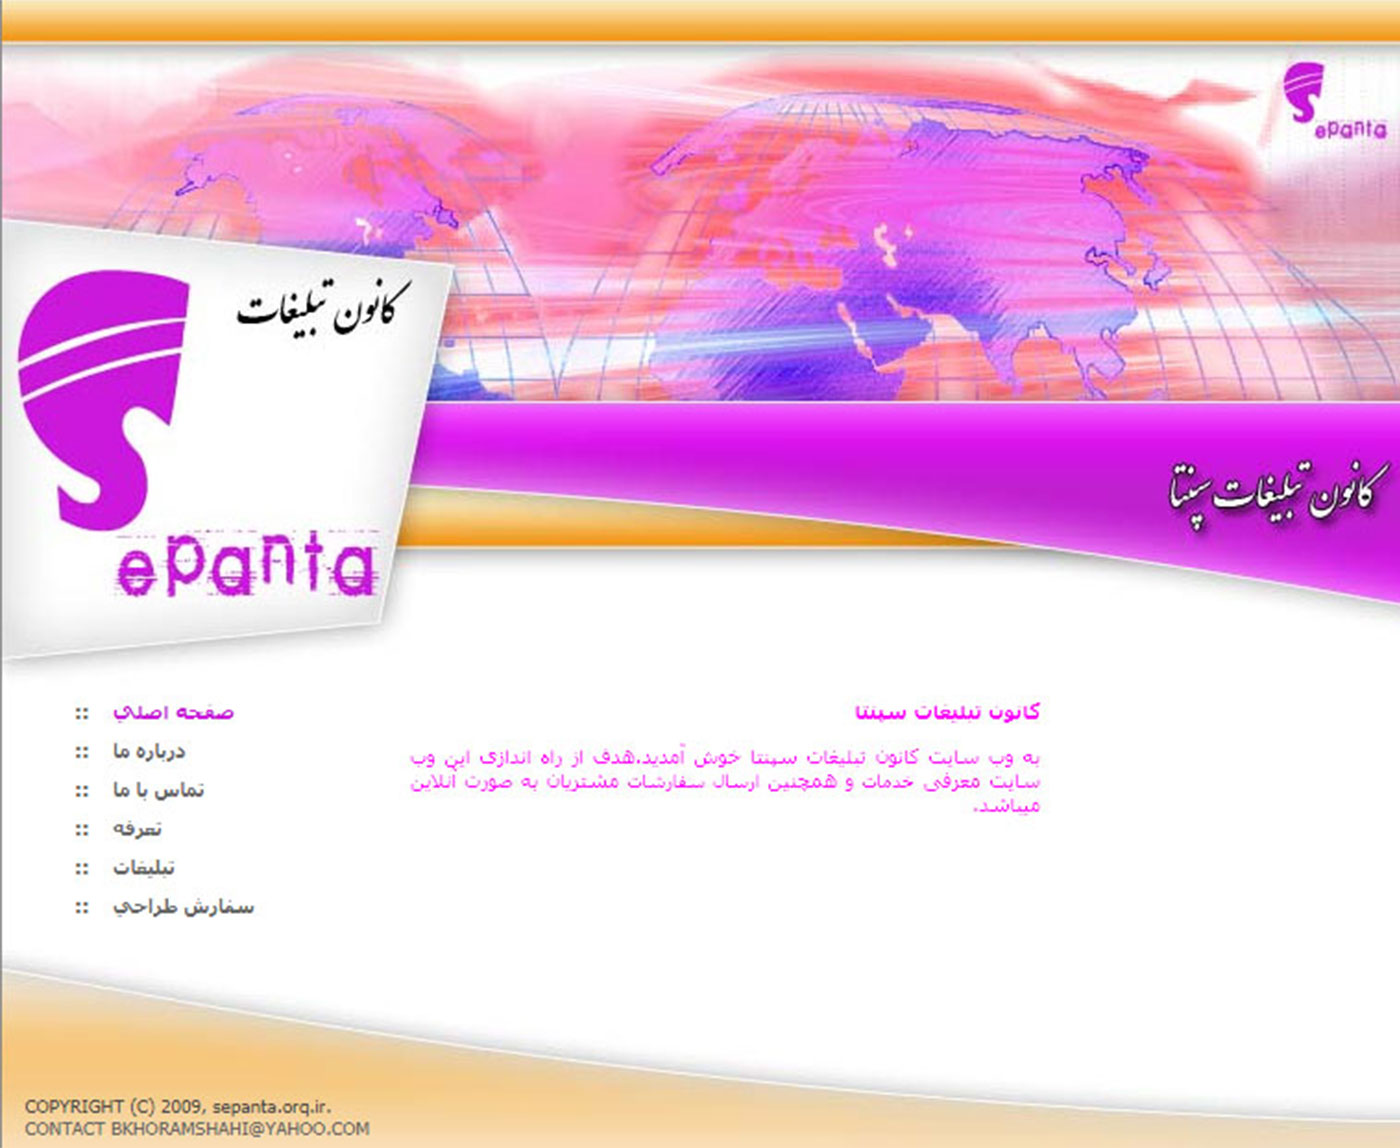 Sepanta
کانون تبلیغات
Sepanta
کانون تبلیغات سپنتا
صفحه اصلي ::
درباره ما ::
تماس با ما ::
تعرفه ::
تبلیغات ::
سفارش طراحي ::
کانون تبلیغات سپنتا
به وب سایت کانون تبلیغات سپنتا خوش آمدید.هدف از راه اندازی این وب
سایت معرفی خدمات و همچنین ارسال سفارشات مشتریان به صورت آنلاین
میباشد.
COPYRIGHT (C) 2009, sepanta.org.ir.
CONTACT BKHORAMSHAHI@YAHOO.COM